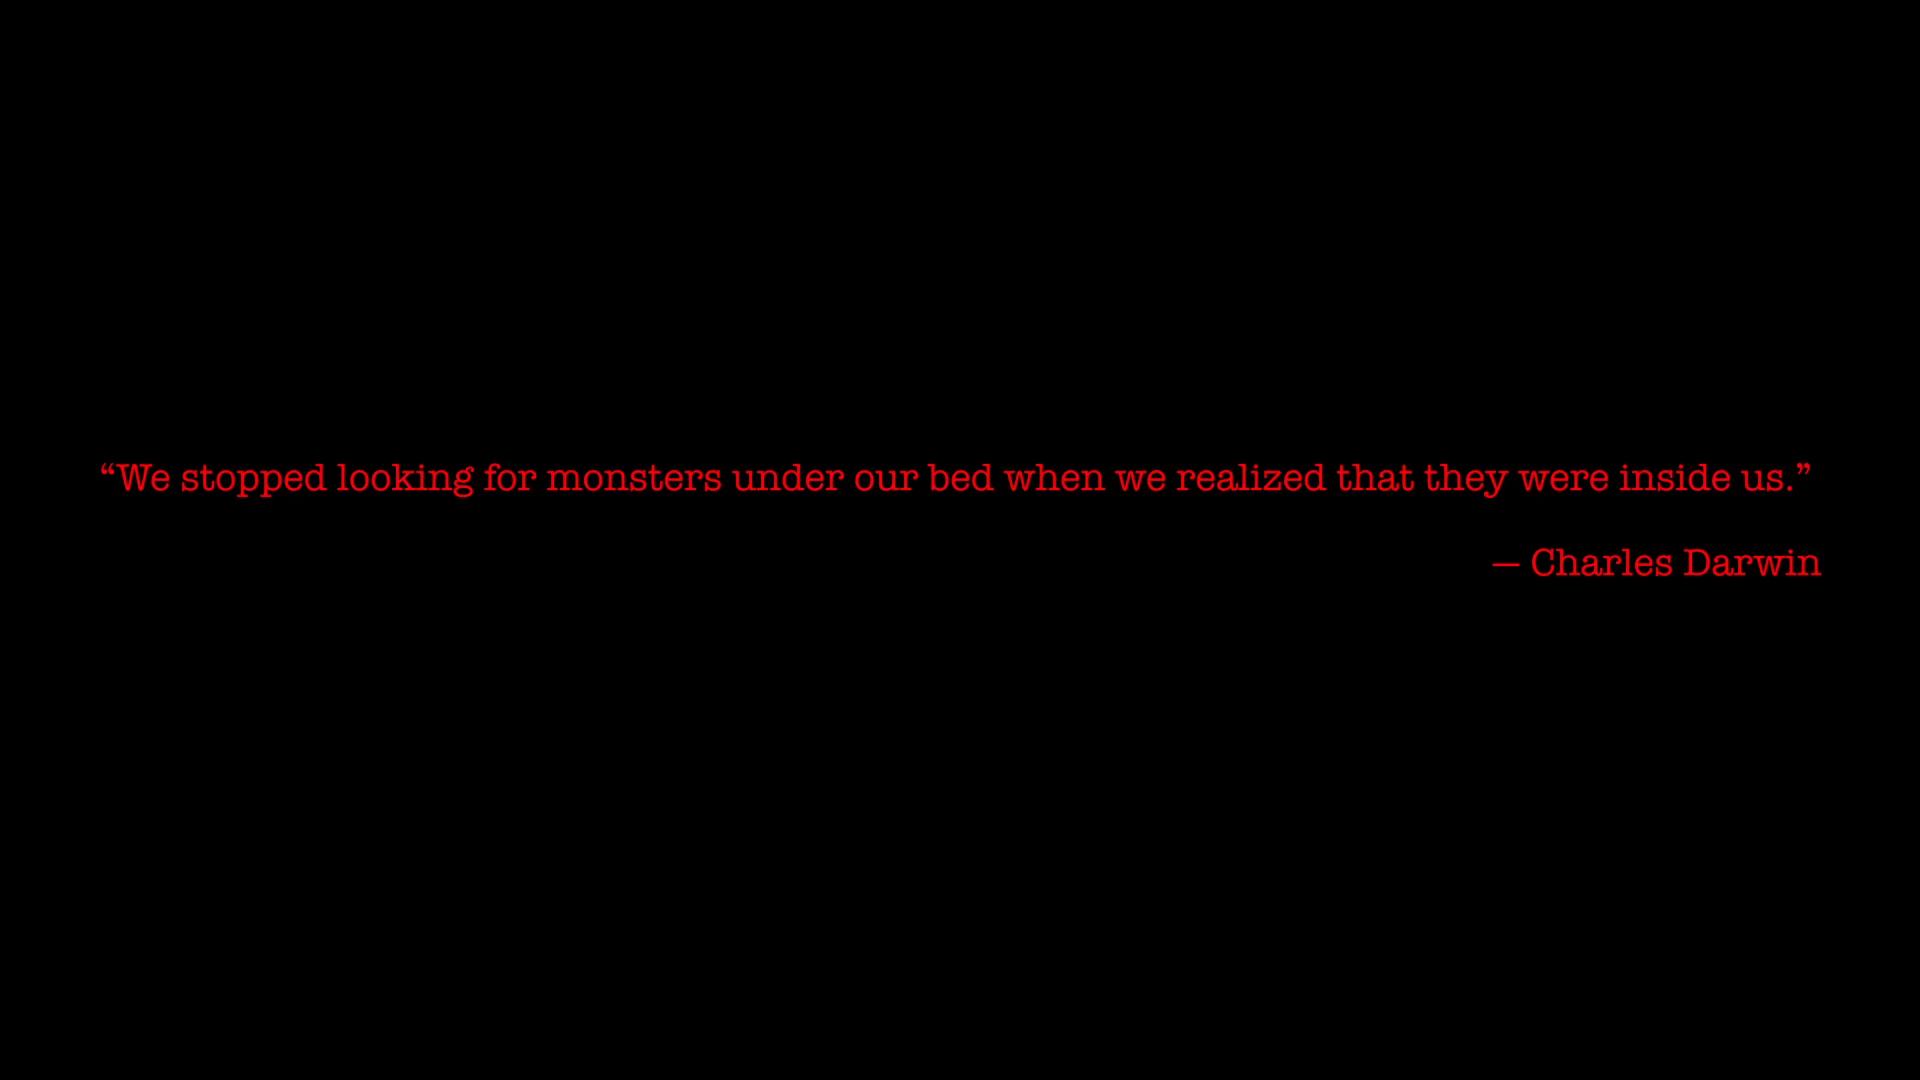 “We stopped looking for monsters under our bed when we realized that they were inside us.”
— Charles Darwin